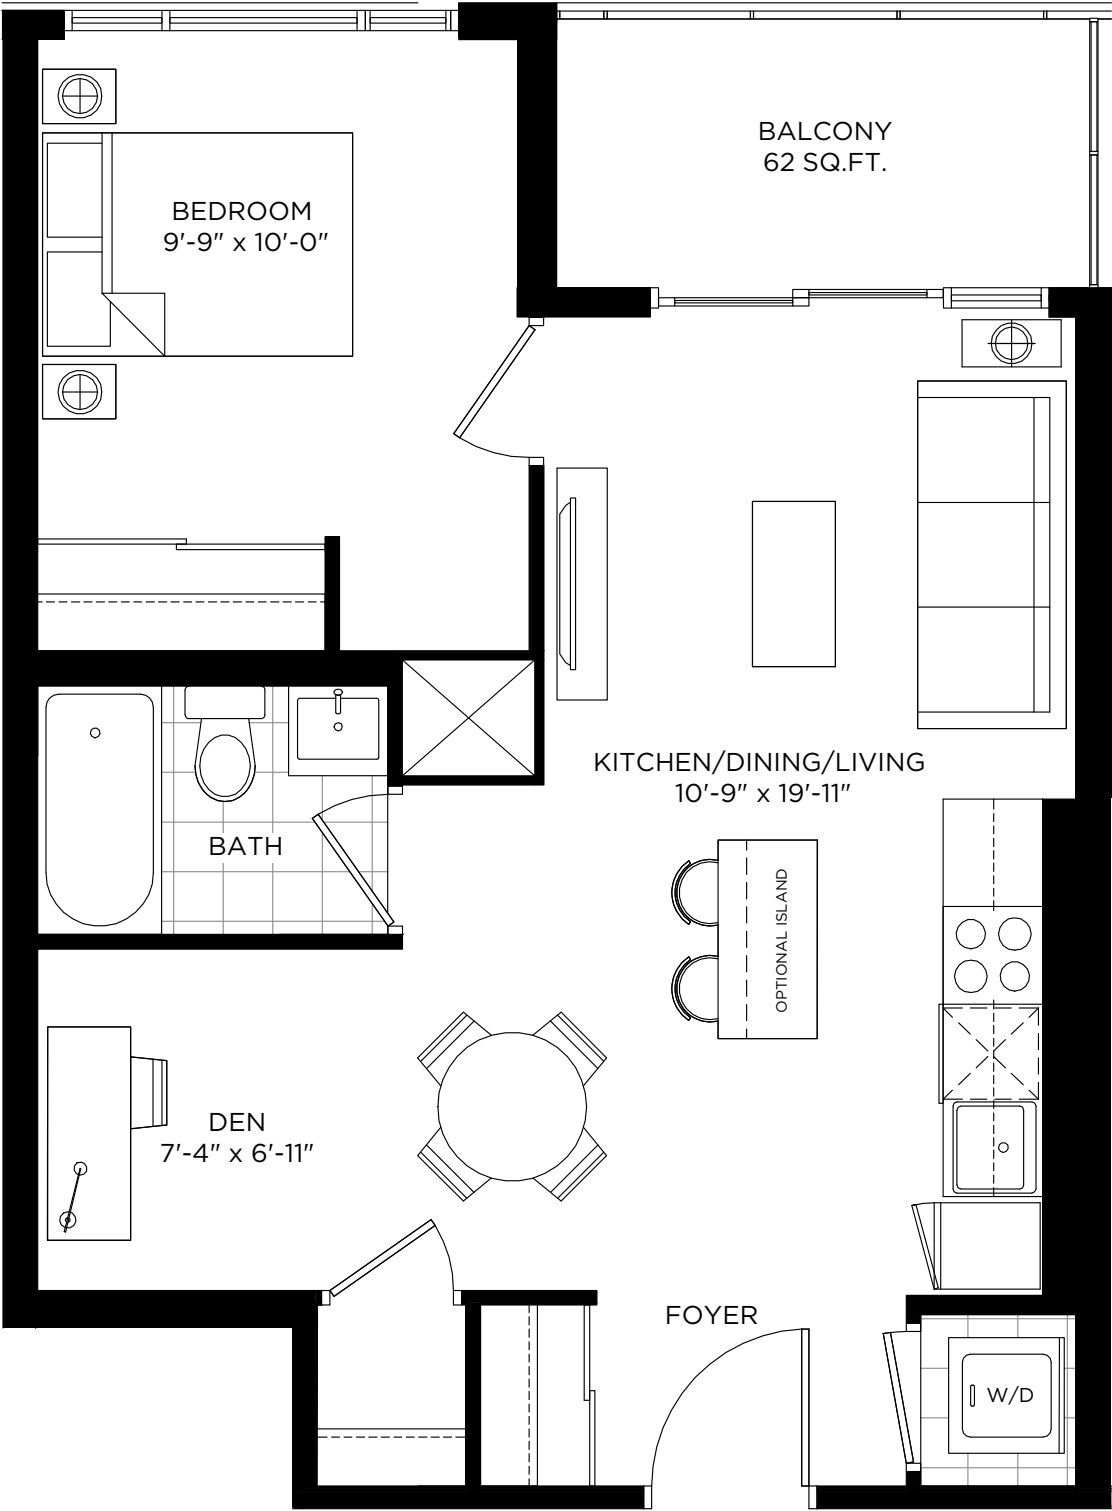 BALCONY
62 SQ.FT.
BEDROOM
9'-9" x 10'-0"
KITCHEN/DINING/LIVING
10'-9" x 19'-11"
BATH
OPTIONAL ISLAND
DEN
7'-4" x 6'-11"
FOYER
W/D